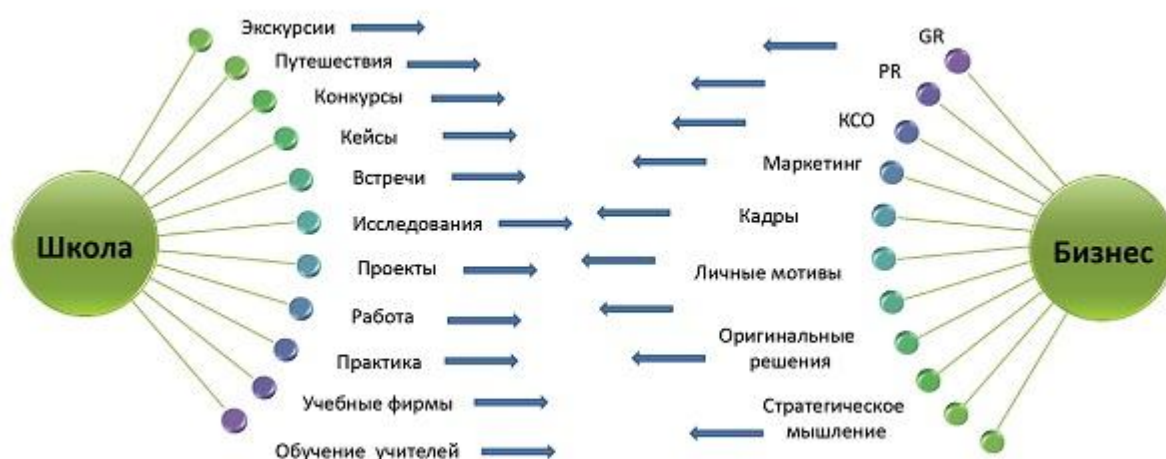 Школа
Экскурсии
Путешествия
Конкурсы
Кейсы
Встречи
Исследования
Проекты
Работа
Практика
Учебные фирмы
Обучение учителей
GR
PR
КСО
Маркетинг
Кадры
Личные мотивы
Оригинальные
решения
Стратегическое
мышление
Бизнес